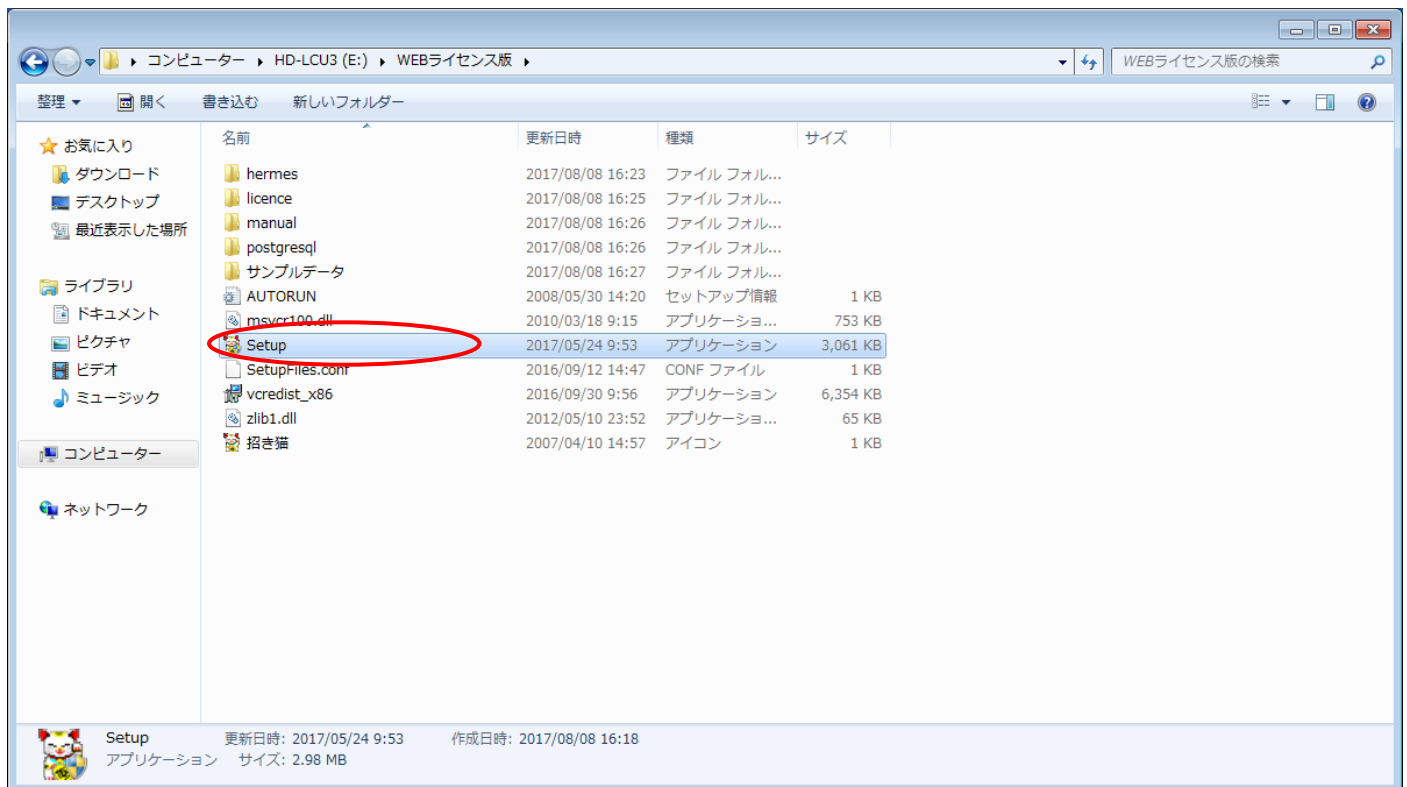 コンピューター ▸ HD-LCU3 (E:) ▸ WEBライセンス版 ▸
WEBライセンス版の検索
整理 開く 書き込む 新しいフォルダー
お気に入り
ダウンロード
デスクトップ
最近表示した場所
ライブラリ
ドキュメント
ピクチャ
ビデオ
ミュージック
コンピューター
ネットワーク
名前 更新日時 種類 サイズ
hermes 2017/08/08 16:23 ファイル フォル...
licence 2017/08/08 16:25 ファイル フォル...
manual 2017/08/08 16:26 ファイル フォル...
postgresql 2017/08/08 16:26 ファイル フォル...
サンプルデータ 2017/08/08 16:27 ファイル フォル...
AUTORUN 2008/05/30 14:20 セットアップ情報 1 KB
msvcr100.dll 2010/03/18 9:15 アプリケーショ... 753 KB
Setup 2017/05/24 9:53 アプリケーション 3,061 KB
SetupFiles.conf 2016/09/12 14:47 CONF ファイル 1 KB
vcredist_x86 2016/09/30 9:56 アプリケーション 6,354 KB
zlib1.dll 2012/05/10 23:52 アプリケーショ... 65 KB
招き猫 2007/04/10 14:57 アイコン 1 KB
Setup 更新日時: 2017/05/24 9:53 作成日時: 2017/08/08 16:18
アプリケーション サイズ: 2.98 MB